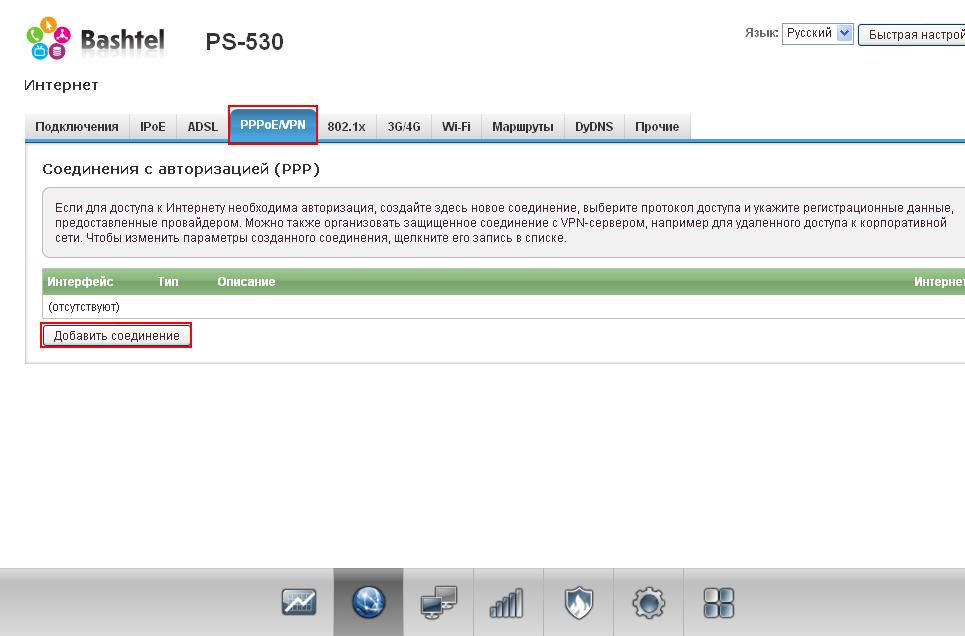 Bashtel PS-530 Язык: Русский Быстрая настрой
Интернет
Подключения IPoE ADSL PPPoE/VPN 802.1x 3G/4G Wi-Fi Маршруты DyDNS Прочие
Соединения с авторизацией (PPP)
Если для доступа к Интернету необходима авторизация, создайте здесь новое соединение, выберите протокол доступа и укажите регистрационные данные,
предоставленные провайдером. Можно также организовать защищенное соединение с VPN-сервером, например для удаленного доступа к корпоративной
сети. Чтобы изменить параметры созданного соединения, щелкните его запись в списке.
Интерфейс Тип Описание Интернет
(отсутствуют)
Добавить соединение